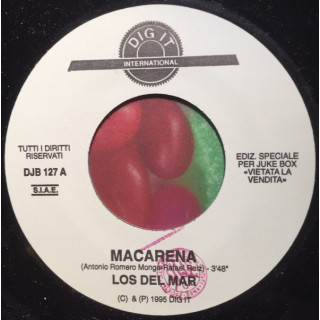 DIG IT
INTERNATIONAL
TUTTI I DIRITTI
RISERVATI
DJB 127 A
S.I.A.E.
EDIZ. SPECIALE
PER JUKE BOX
«VIETATA LA
VENDITA»
MACARENA
(Antonio Romero Monge-Rafael Ruiz) - 3'48"
LOS DEL MAR
(C) & (P) 1995 DIG IT